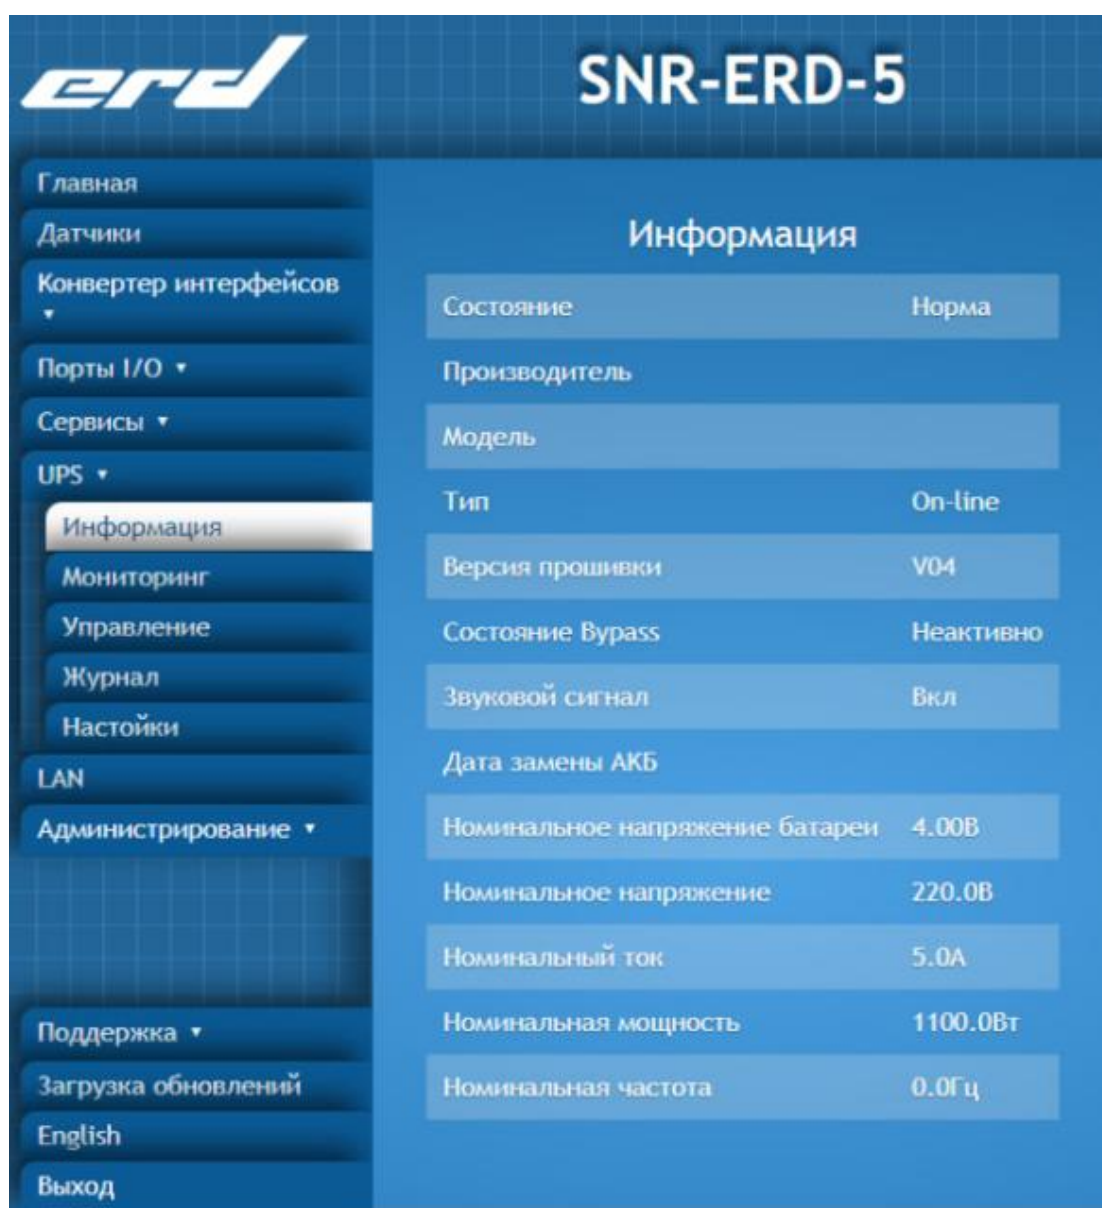 erd
SNR-ERD-5
Главная
Датчики
Конвертер интерфейсов ▾
Порты I/O ▾
Сервисы ▾
UPS ▾
Информация
Мониторинг
Управление
Журнал
Настойки
LAN
Администрирование ▾
Поддержка ▾
Загрузка обновлений
English
Выход
Информация
Состояние Норма
Производитель
Модель
Тип On-line
Версия прошивки V04
Состояние Bypass Неактивно
Звуковой сигнал Вкл
Дата замены АКБ
Номинальное напряжение батареи 4.00В
Номинальное напряжение 220.0В
Номинальный ток 5.0А
Номинальная мощность 1100.0Вт
Номинальная частота 0.0Гц